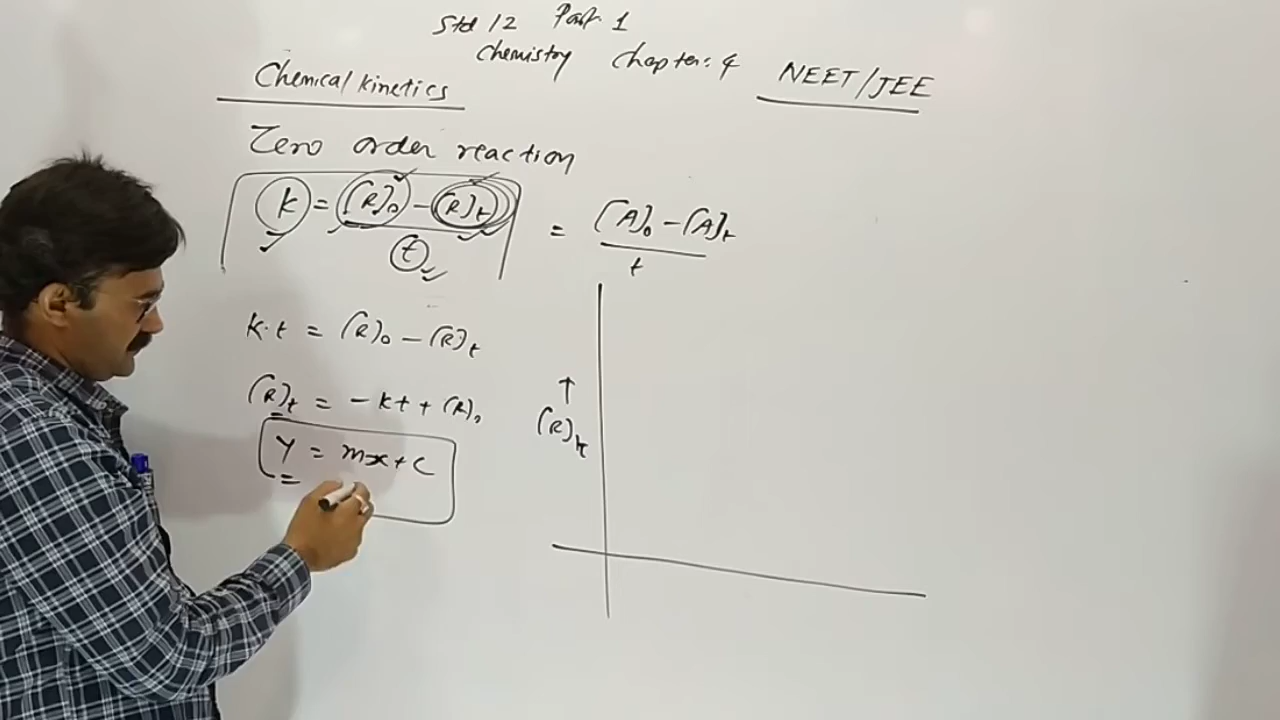 Std 12 Part 1
Chemistry Chapter: 4
NEET/JEE
Chemical kinetics
Zero order reaction
k = [R]₀ - [R]t / t = [A]₀ - [A]t / t
k.t = [R]₀ - [R]t
[R]t = -kt + [R]₀
Y = mx + c
↑
[R]t